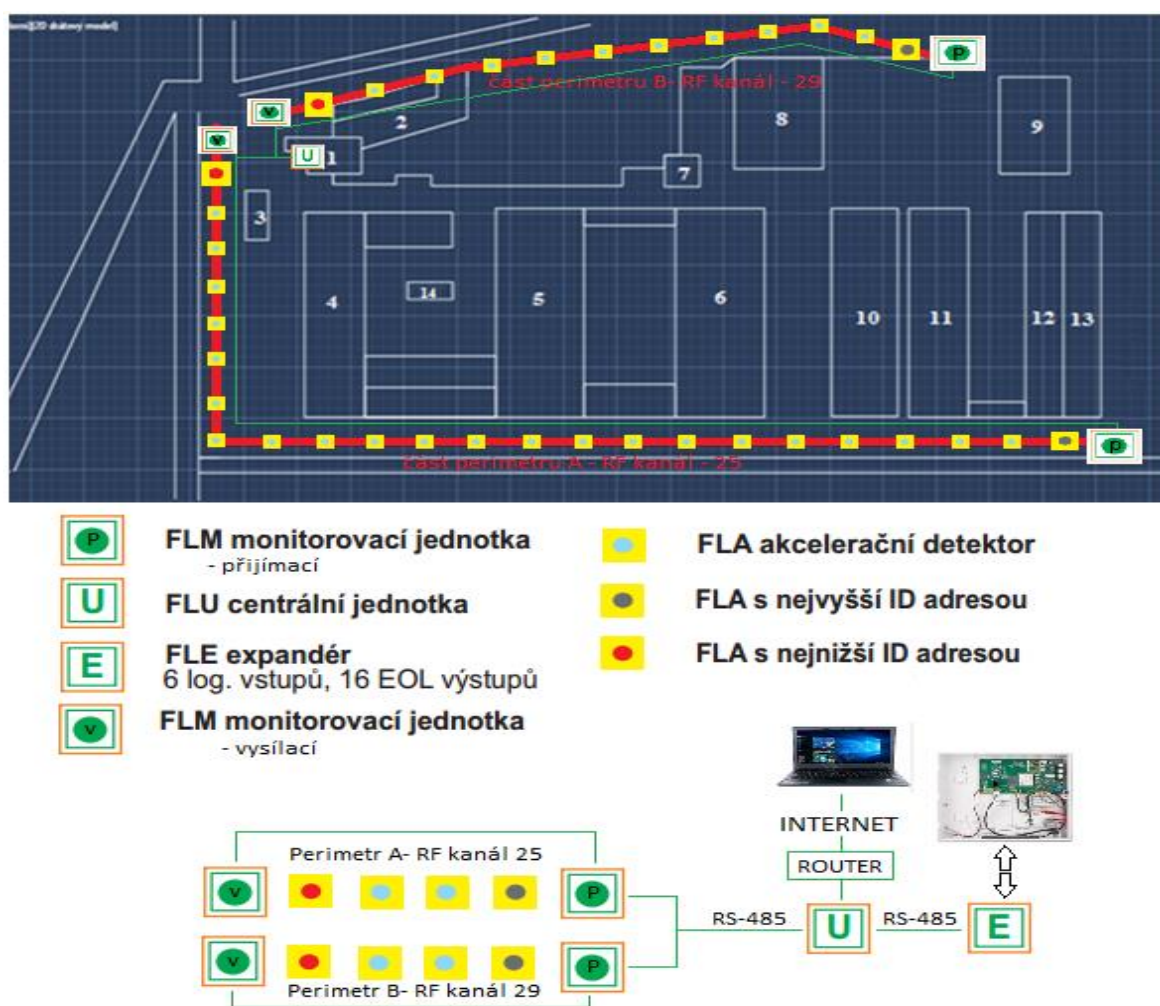 část perimetru B- RF kanál - 29
P
v
v
U
1
2
3
4
5
6
7
8
9
10
11
12
13
14
část perimetru A - RF kanál - 25
p
P
FLM monitorovací jednotka
- přijímací
U
FLU centrální jednotka
E
FLE expandér
6 log. vstupů, 16 EOL výstupů
v
FLM monitorovací jednotka
- vysílací
FLA akcelerační detektor
FLA s nejvyšší ID adresou
FLA s nejnižší ID adresou
INTERNET
ROUTER
Perimetr A- RF kanál 25
v
P
RS-485
U
RS-485
E
v
P
Perimetr B- RF kanál 29